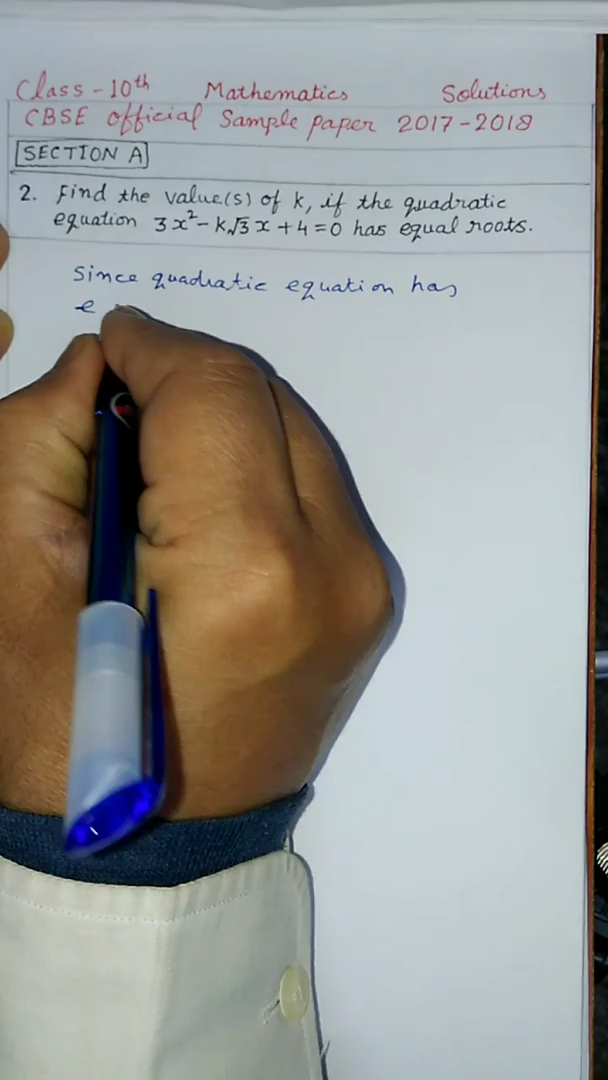 Class - 10th Mathematics Solutions
CBSE official Sample paper 2017-2018
SECTION A
2. Find the value(s) of k, if the quadratic
equation 3x² - k√3x + 4 = 0 has equal roots.
Since quadratic equation has
e